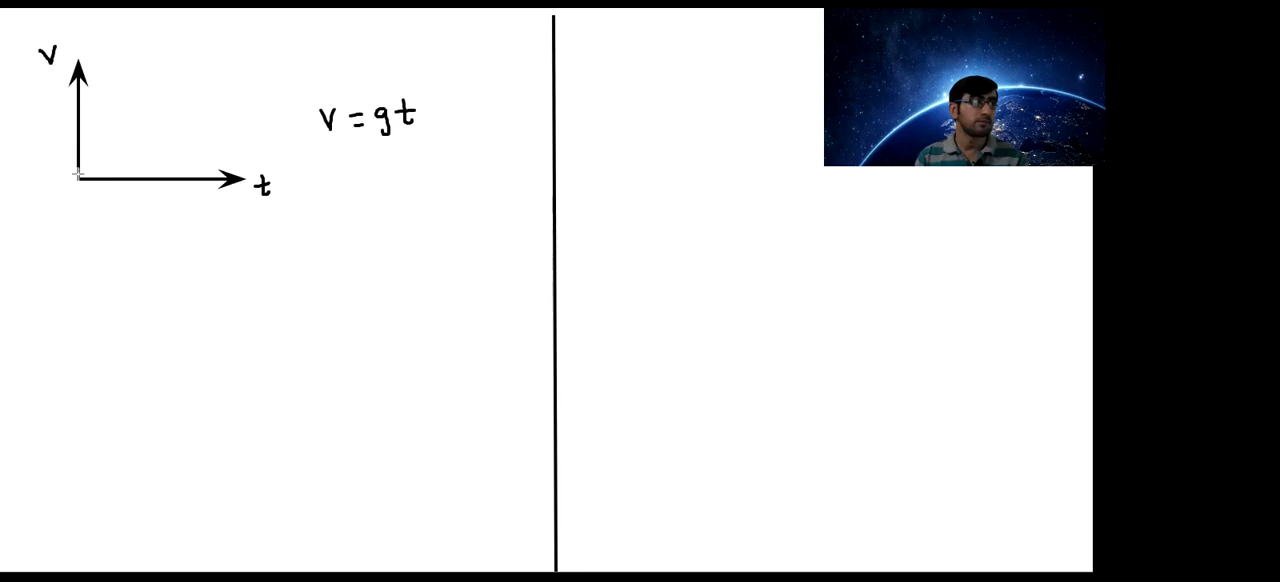 v
v = gt
t